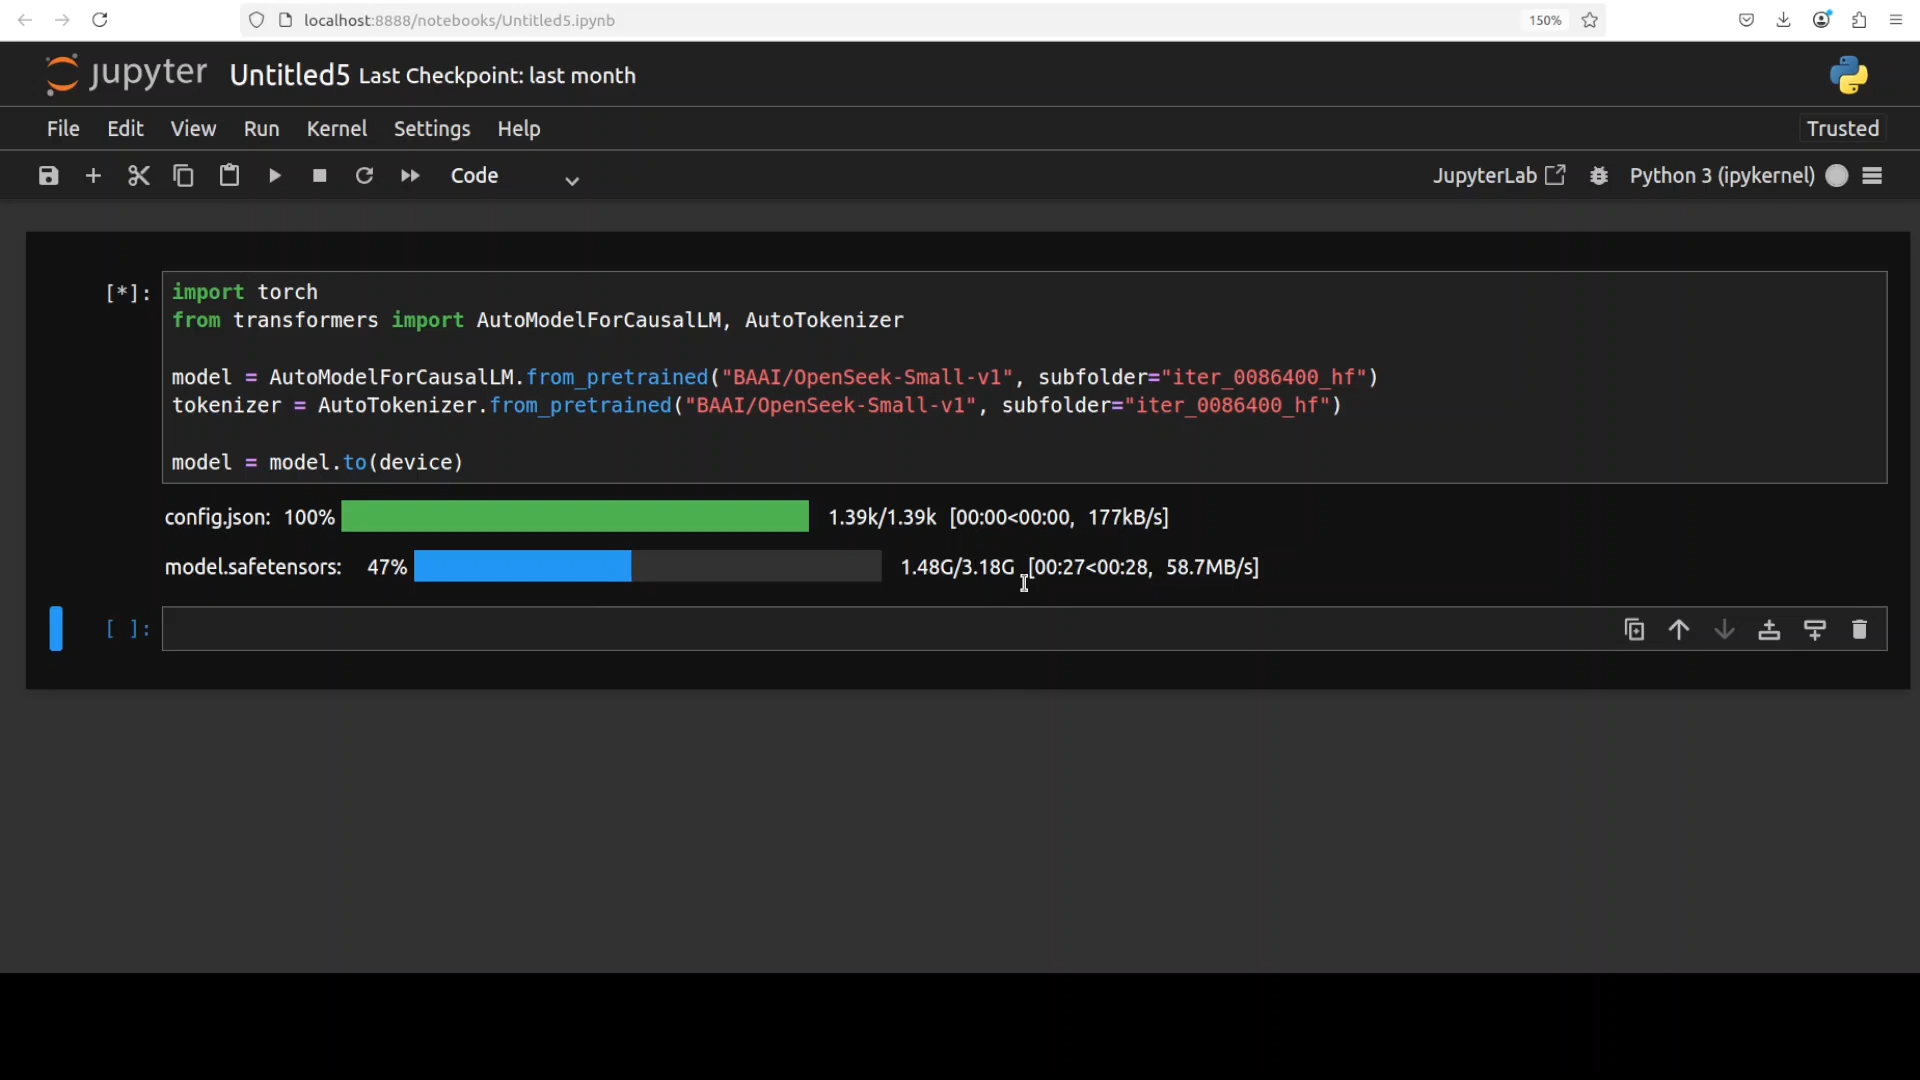 localhost:8888/notebooks/Untitled5.ipynb 150%
jupyter Untitled5 Last Checkpoint: last month
File Edit View Run Kernel Settings Help Trusted
Code JupyterLab Python 3 (ipykernel)
[*]: import torch
from transformers import AutoModelForCausalLM, AutoTokenizer
model = AutoModelForCausalLM.from_pretrained("BAAI/OpenSeek-Small-v1", subfolder="iter_0086400_hf")
tokenizer = AutoTokenizer.from_pretrained("BAAI/OpenSeek-Small-v1", subfolder="iter_0086400_hf")
model = model.to(device)
config.json: 100% 1.39k/1.39k [00:00<00:00, 177kB/s]
model.safetensors: 47% 1.48G/3.18G [00:27<00:28, 58.7MB/s]
[ ]: